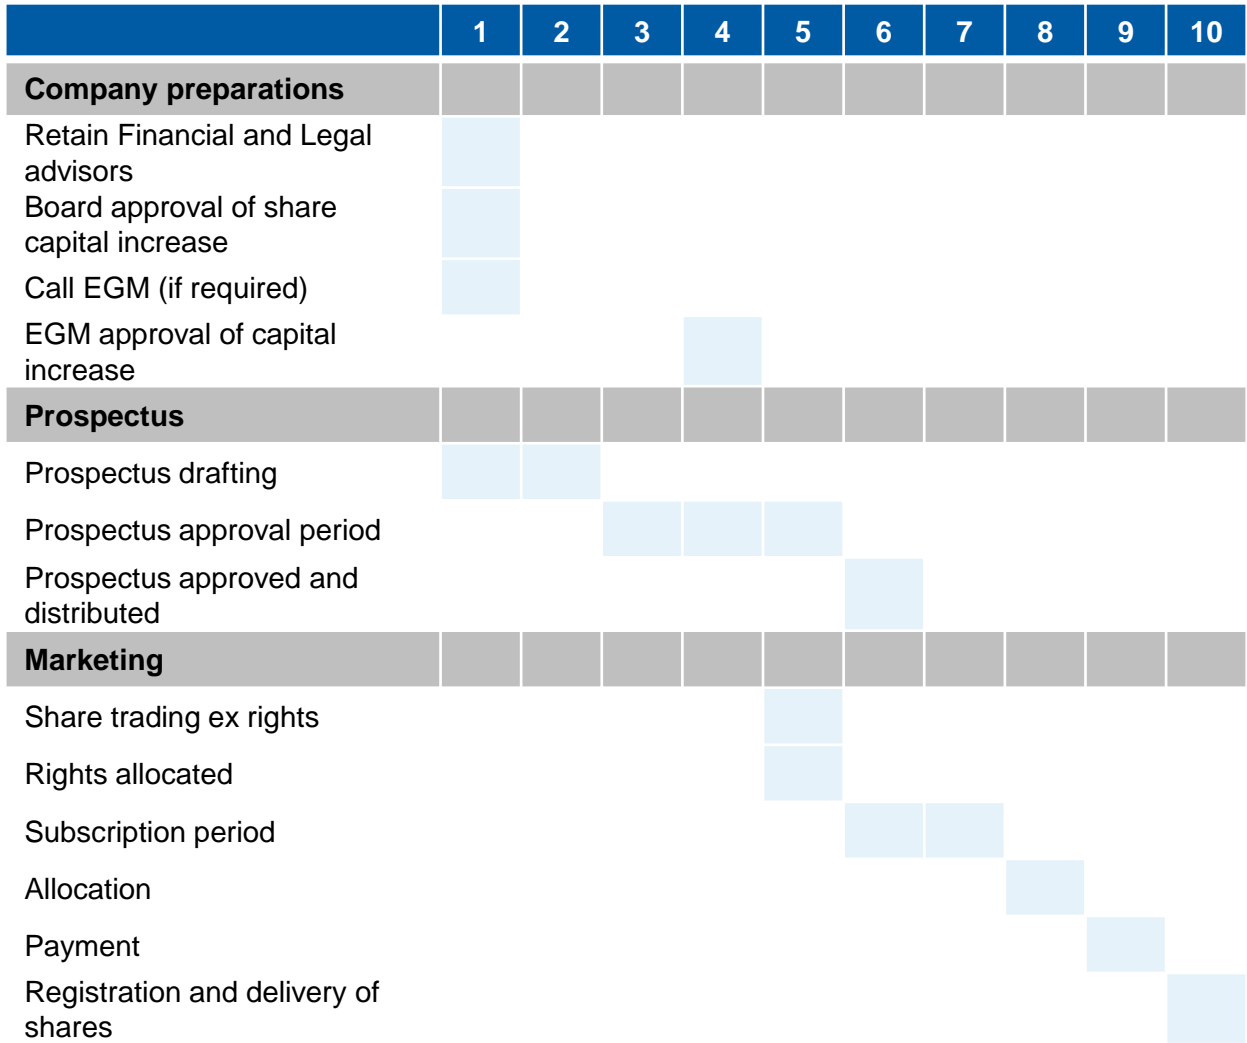 1 2 3 4 5 6 7 8 9 10
Company preparations
Retain Financial and Legal
advisors
Board approval of share
capital increase
Call EGM (if required)
EGM approval of capital
increase
Prospectus
Prospectus drafting
Prospectus approval period
Prospectus approved and
distributed
Marketing
Share trading ex rights
Rights allocated
Subscription period
Allocation
Payment
Registration and delivery of
shares